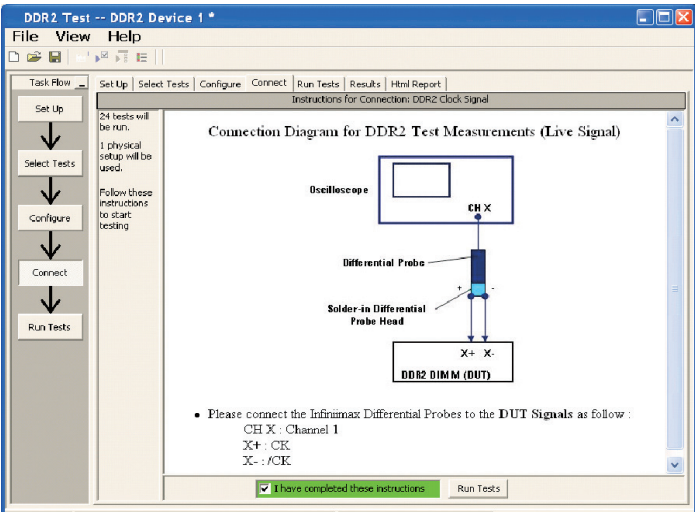 DDR2 Test -- DDR2 Device 1 *
File View Help
Task Flow _
Set Up
Select Tests
Configure
Connect
Run Tests
Set Up Select Tests Configure Connect Run Tests Results Html Report
Instructions for Connection: DDR2 Clock Signal
24 tests will
be run.
1 physical
setup will be
used.
Follow these
instructions
to start
testing
Connection Diagram for DDR2 Test Measurements (Live Signal)
Oscilloscope
CH X
Differential Probe
+ -
Solder-in Differential
Probe Head
X+ X-
DDR2 DIMM (DUT)
• Please connect the Infiniimax Differential Probes to the DUT Signals as follow :
CH X : Channel 1
X+ : CK
X- : /CK
I have completed these instructions
Run Tests